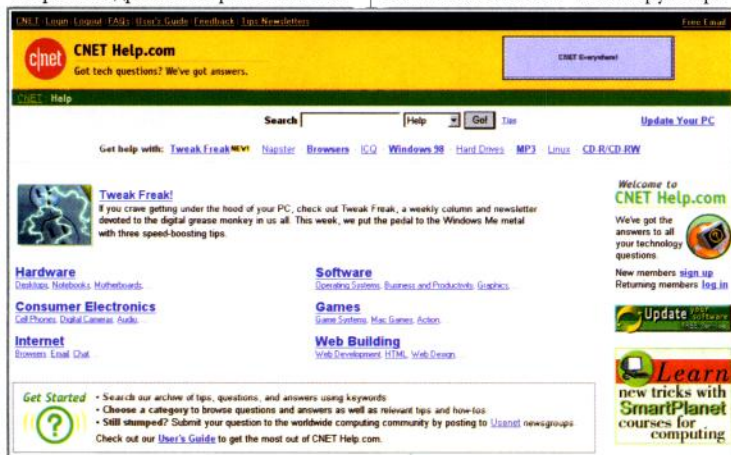 CNET Login Logout FAQs User's Guide Feedback Tips Newsletters Free Email
c|net
CNET Help.com
Got tech questions? We've got answers.
CNET Everywhere!
CNET Help
Search Help Go! Tips Update Your PC
Get help with: Tweak Freak NEW! Napster Browsers ICQ Windows 98 Hard Drives MP3 Linux CD-R/CD-RW
Tweak Freak!
If you crave getting under the hood of your PC, check out Tweak Freak, a weekly column and newsletter
devoted to the digital grease monkey in us all. This week, we put the pedal to the Windows Me metal
with three speed-boosting tips.
Welcome to
CNET Help.com
We've got the
answers to all
your technology
questions.
New members sign up
Returning members log in
Hardware
Desktops, Notebooks, Motherboards,
Software
Operating Systems, Business and Productivity, Graphics,
Consumer Electronics
Cell Phones, Digital Cameras, Audio,
Games
Game Systems, Mac Games, Action,
Internet
Browsers, Email, Chat
Web Building
Web Development, HTML, Web Design
Update your software
Learn
new tricks with
SmartPlanet
courses for
computing
Get Started
• Search our archive of tips, questions, and answers using keywords
• Choose a category to browse questions and answers as well as relevant tips and how-tos
• Still stumped? Submit your question to the worldwide computing community by posting to Usenet newsgroups
Check out our User's Guide to get the most out of CNET Help.com.